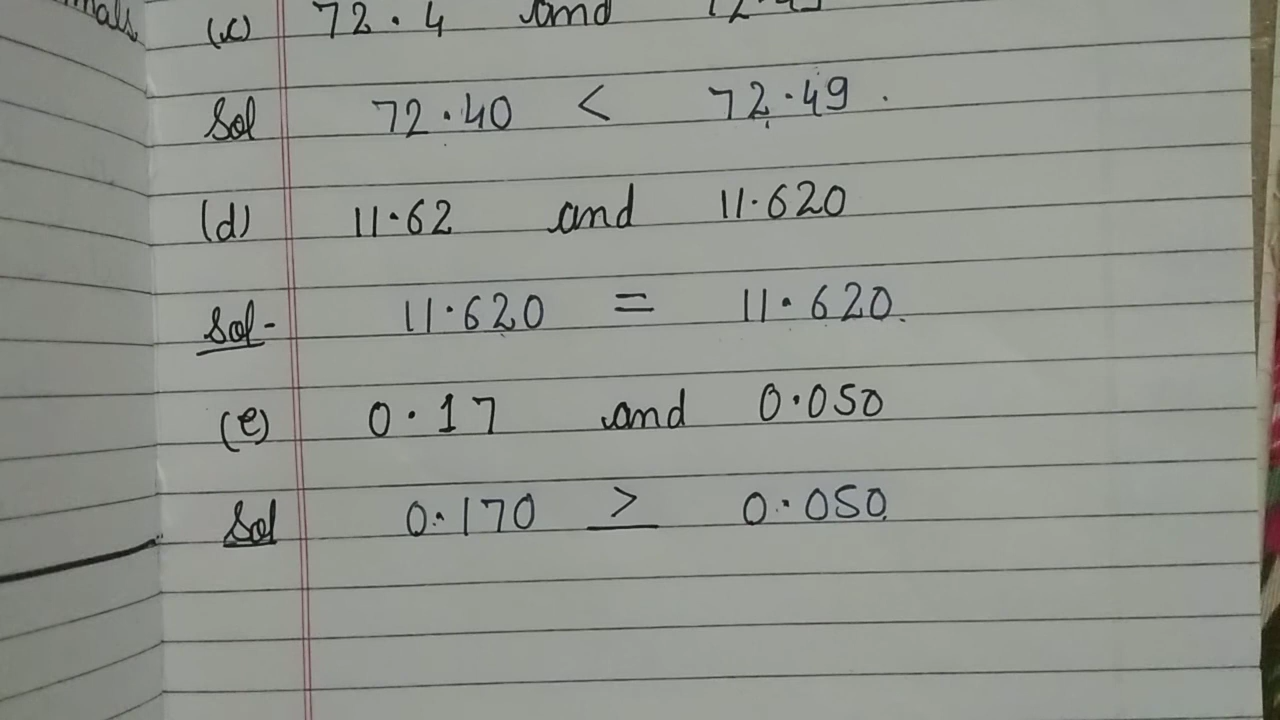 (c) 72.4 and
Sol 72.40 < 72.49.
(d) 11.62 and 11.620
Sol- 11.620 = 11.620.
(e) 0.17 and 0.050
Sol 0.170 > 0.050